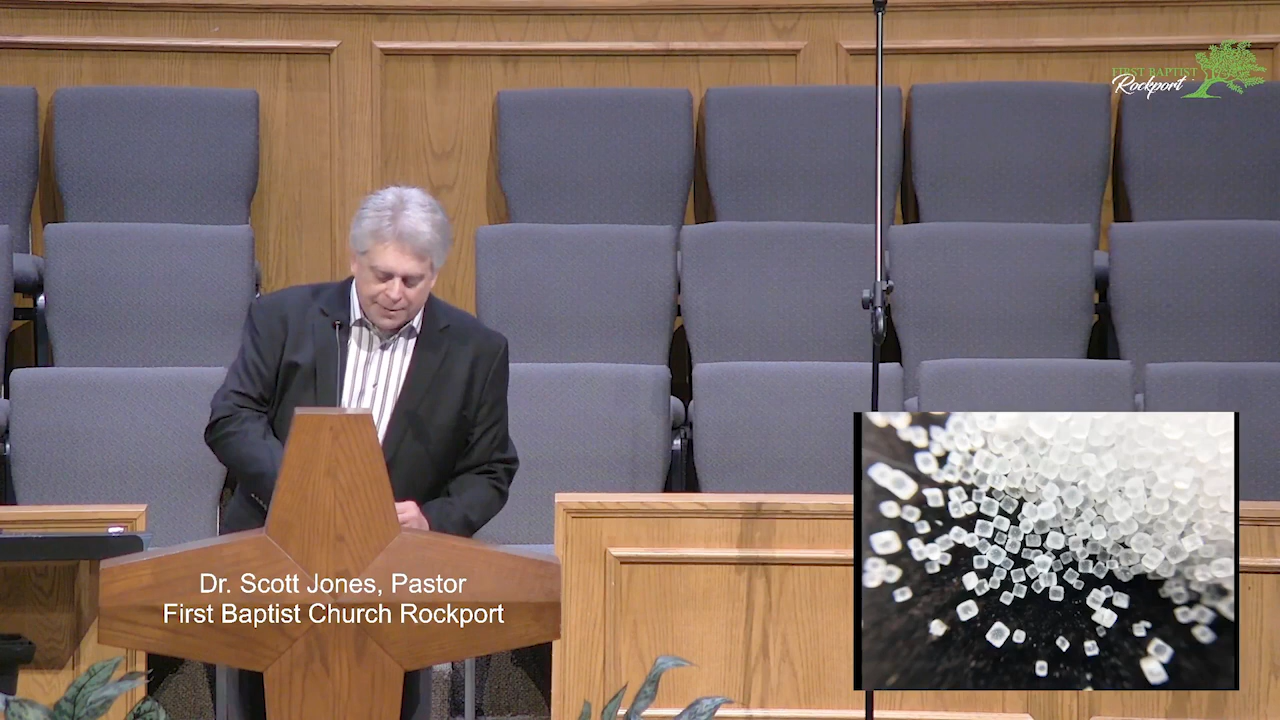 FIRST BAPTIST
Rockport
Dr. Scott Jones, Pastor
First Baptist Church Rockport